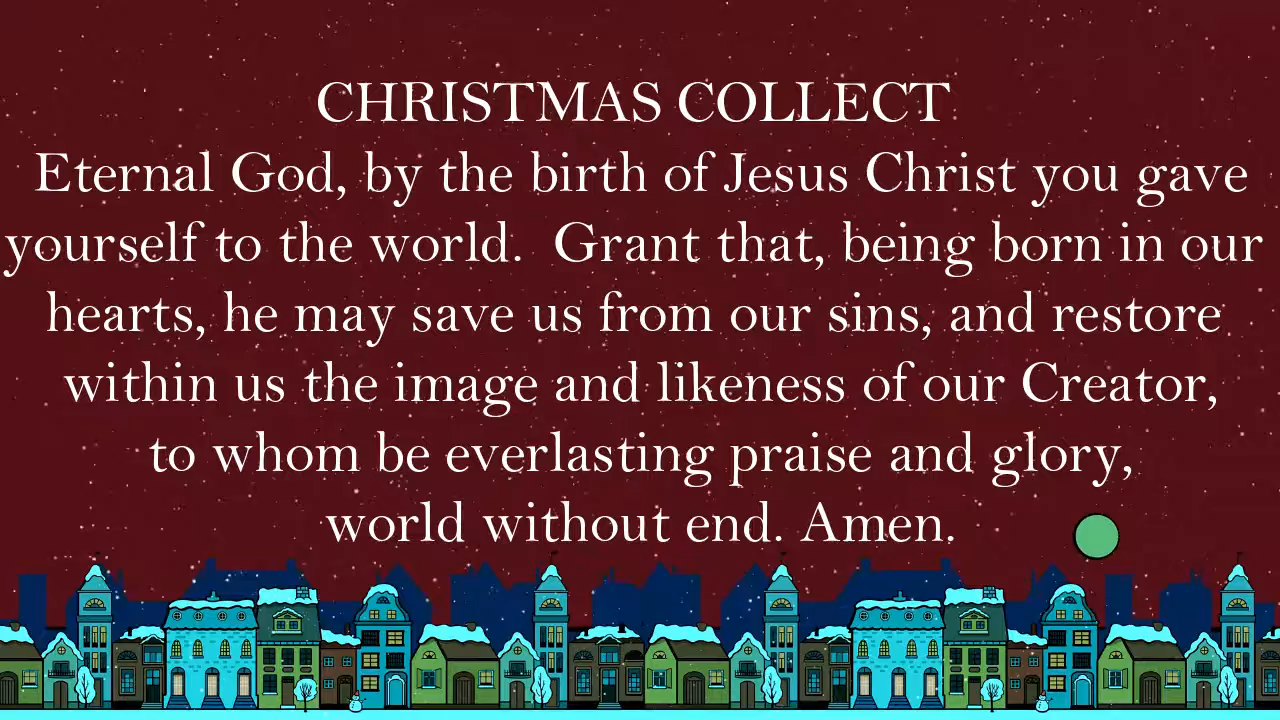 CHRISTMAS COLLECT
Eternal God, by the birth of Jesus Christ you gave
yourself to the world.  Grant that, being born in our
hearts, he may save us from our sins, and restore
within us the image and likeness of our Creator,
to whom be everlasting praise and glory,
world without end. Amen.